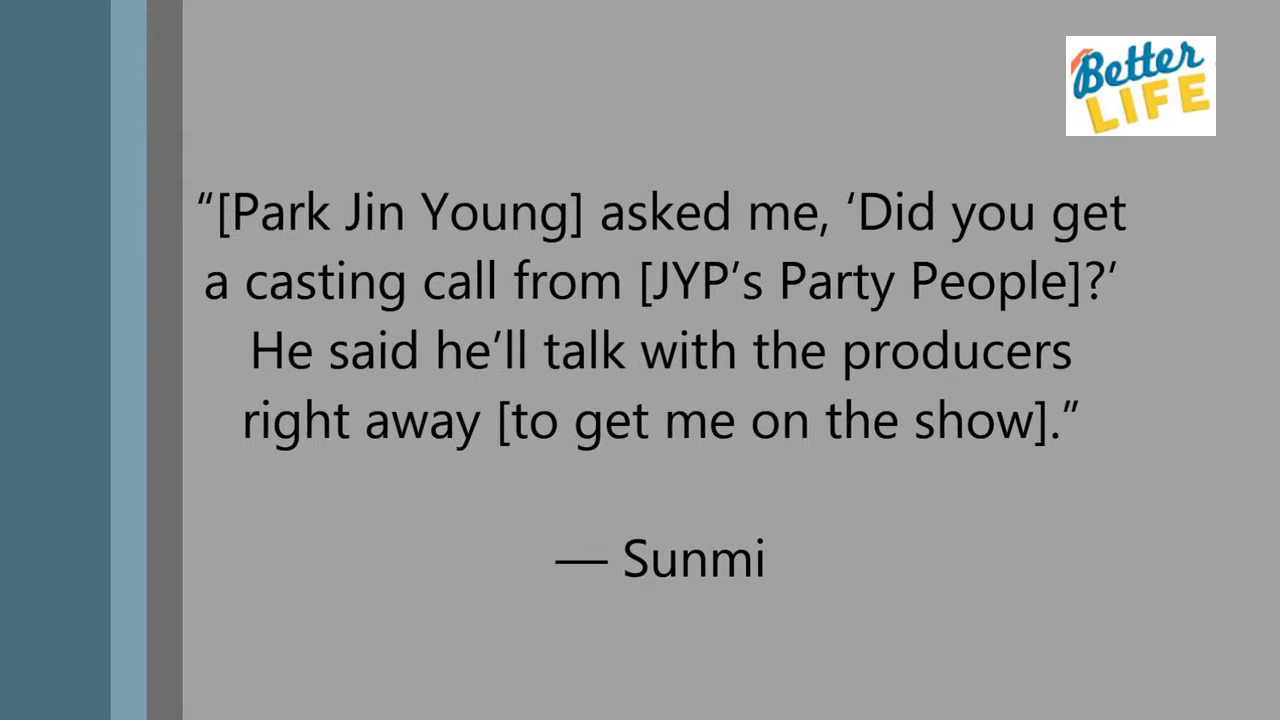 Better
LIFE
“[Park Jin Young] asked me, ‘Did you get
a casting call from [JYP’s Party People]?’
He said he’ll talk with the producers
right away [to get me on the show].”
— Sunmi